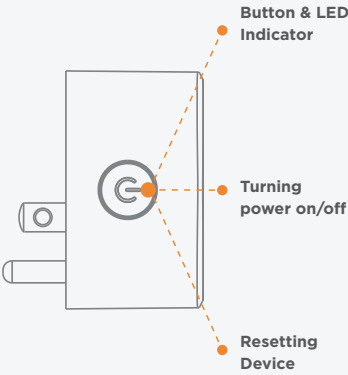 Button & LED
Indicator
Turning
power on/off
Resetting
Device